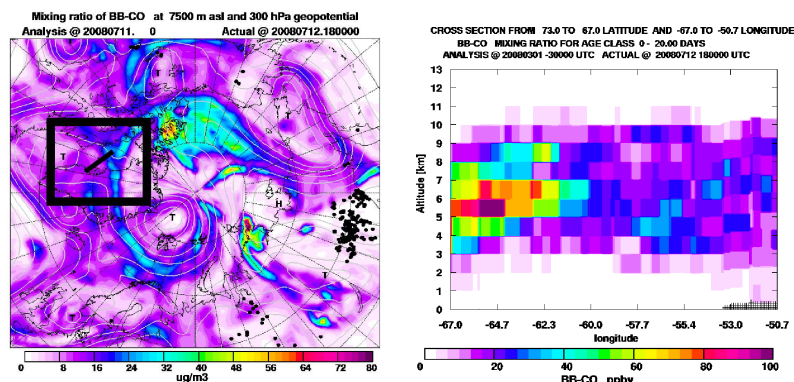 Mixing ratio of BB-CO at 7500 m asl and 300 hPa geopotential
Analysis @ 20080711. 0 Actual @ 20080712.180000
T
T
T
T
H
T
T
0 8 16 24 32 40 48 56 64 72 80
ug/m3
CROSS SECTION FROM 73.0 TO 67.0 LATITUDE AND -67.0 TO -50.7 LONGITUDE
BB-CO MIXING RATIO FOR AGE CLASS 0 - 20.00 DAYS
ANALYSIS @ 20080301 -30000 UTC ACTUAL @ 20080712 180000 UTC
Altitude [km]
13
12
11
10
9
8
7
6
5
4
3
2
1
0
-67.0 -64.7 -62.3 -60.0 -57.7 -55.4 -53.0 -50.7
longitude
0 20 40 60 80 100
BB-CO ppbv